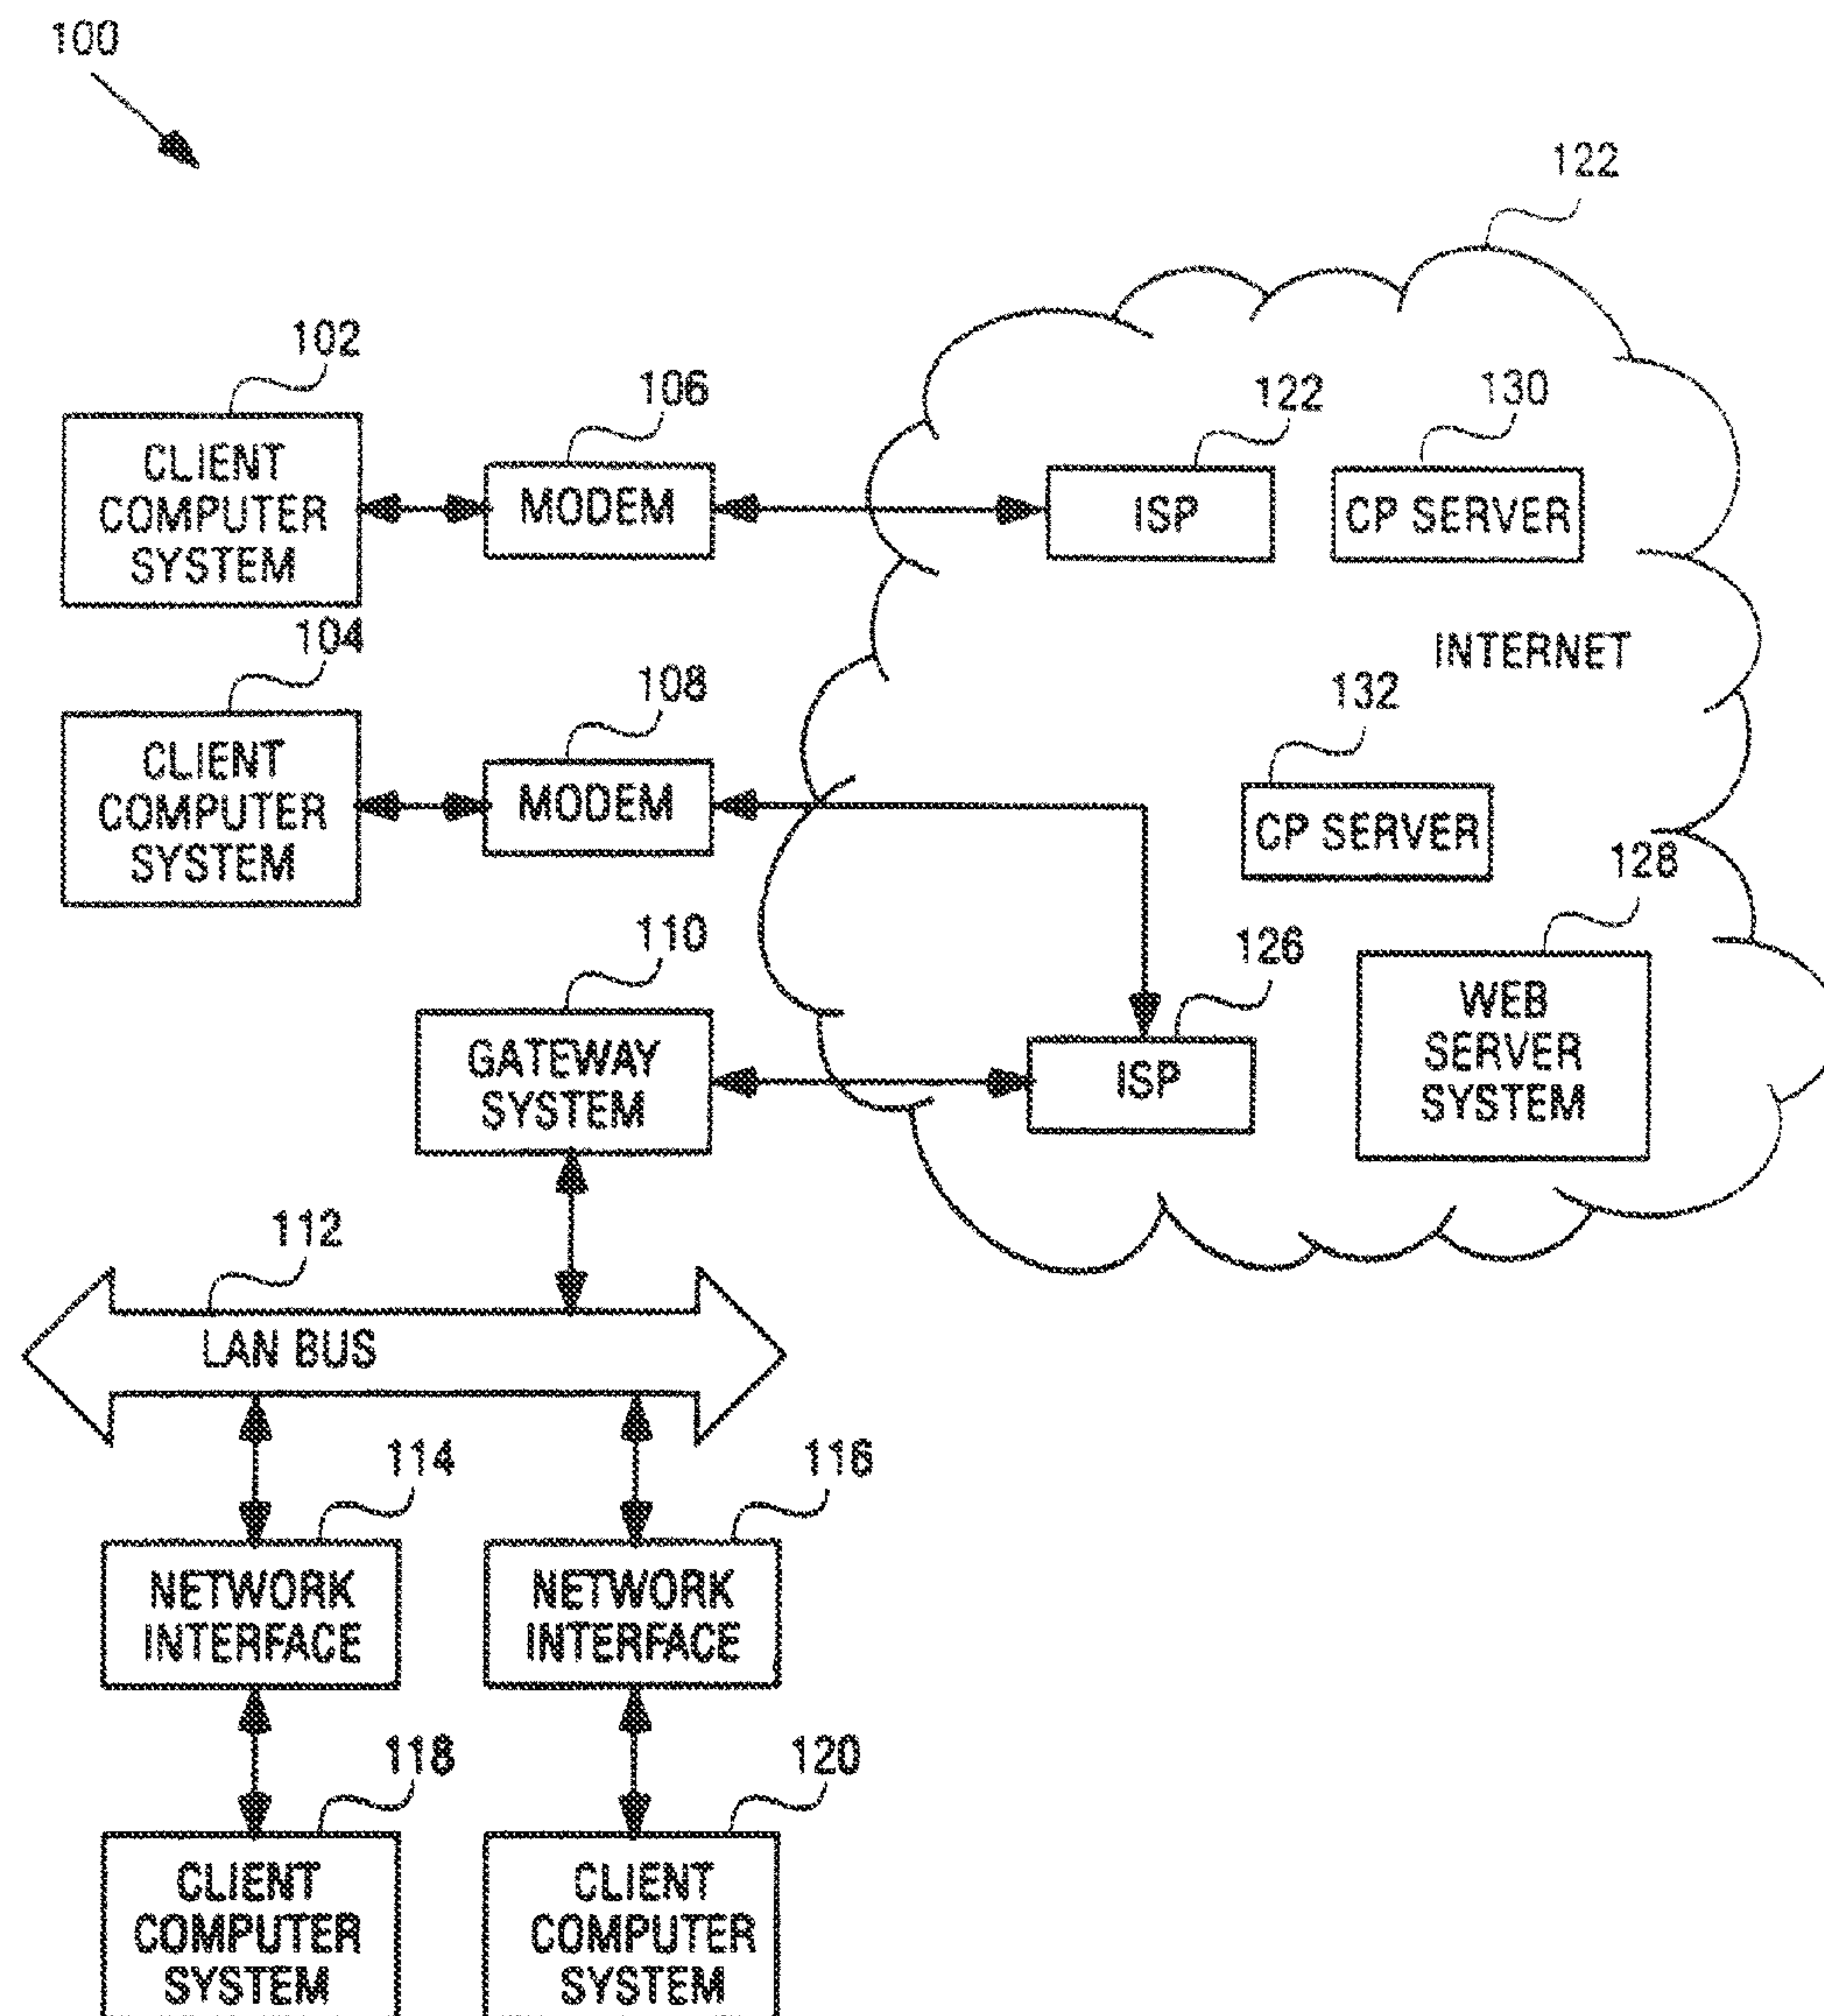 100
122
102
106
122
130
CLIENT
COMPUTER
SYSTEM
MODEM
ISP
CP SERVER
104
INTERNET
108
132
CLIENT
COMPUTER
SYSTEM
MODEM
CP SERVER
128
110
126
GATEWAY
SYSTEM
ISP
WEB
SERVER
SYSTEM
112
LAN BUS
114
116
NETWORK
INTERFACE
NETWORK
INTERFACE
118
120
CLIENT
COMPUTER
SYSTEM
CLIENT
COMPUTER
SYSTEM